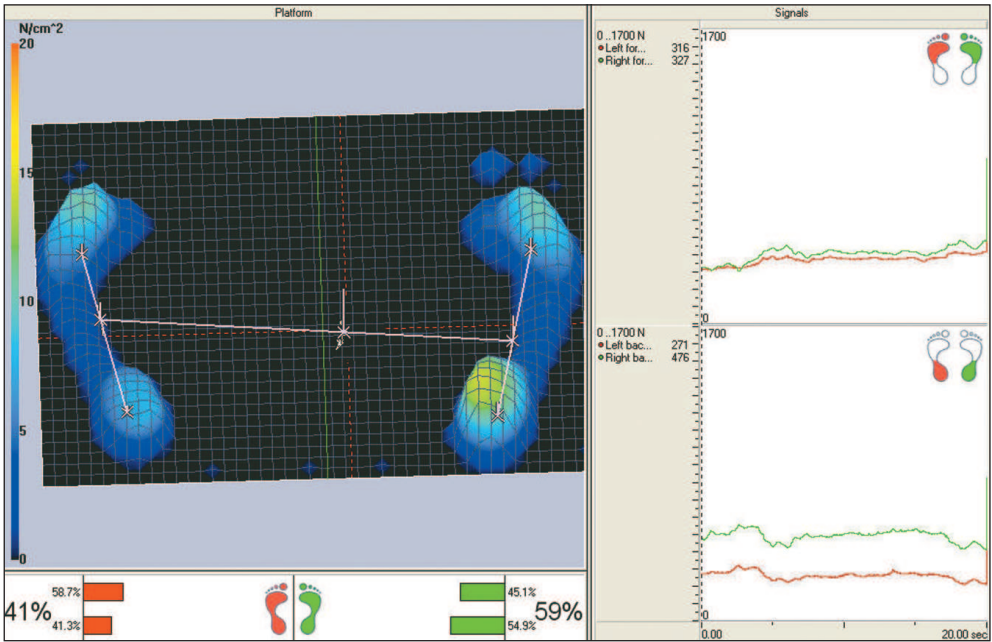 Platform
N/cm^2
20
15
10
5
0
58.7%
41%
41.3%
45.1%
59%
54.9%
Signals
0 ..1700 N
Left for... 316
Right for... 327
1700
0
0 ..1700 N
Left bac... 271
Right ba... 476
1700
0
0.00 20.00 sec